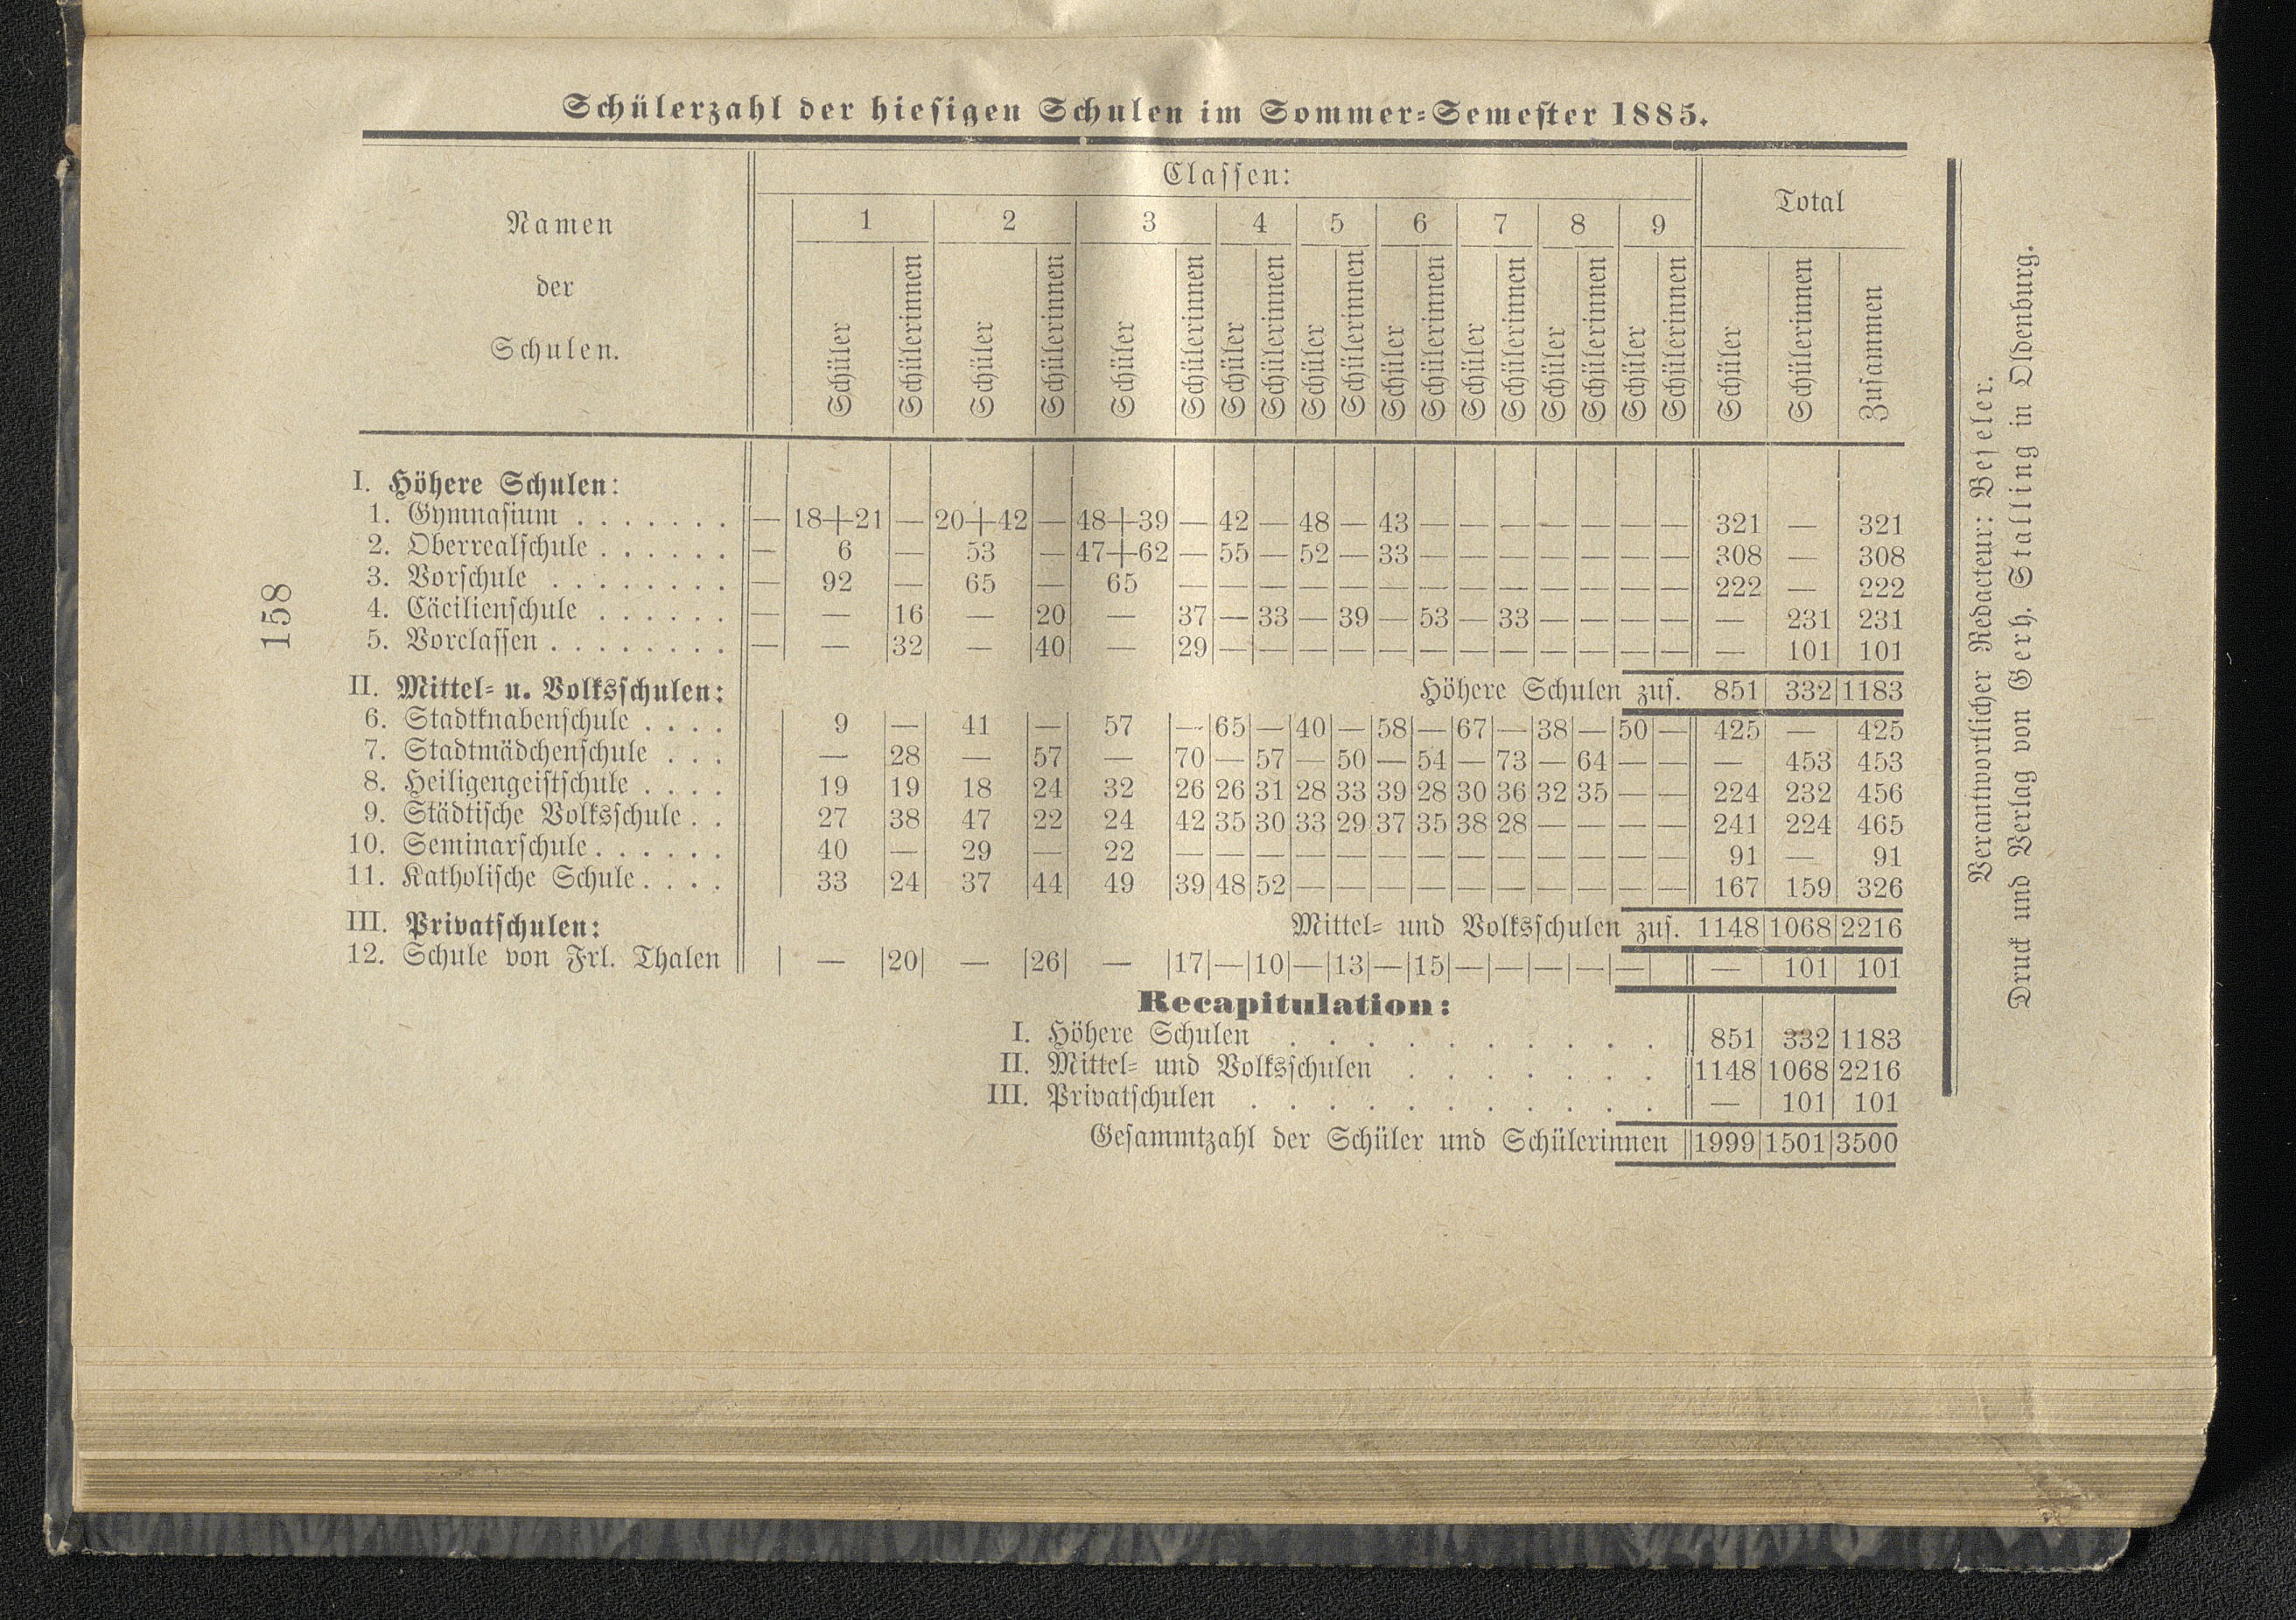 Schülerzahl der hiesigen Schulen im Sommer-Semester 1885.
Namen
der
Schulen.
Classen:
Total
1 2 3 4 5 6 7 8 9
Schüler Schülerinnen Schüler Schülerinnen Schüler Schülerinnen Schüler Schülerinnen Schüler Schülerinnen Schüler Schülerinnen Schüler Schülerinnen Schüler Schülerinnen Schüler Schülerinnen Schüler Schülerinnen Zusammen
I. Höhere Schulen:
1. Gymnasium . . . . . . . — 18+21 — 20+42 — 48+39 — 42 — 48 — 43 — — — — — — — 321 — 321
2. Oberrealschule . . . . . . — 6 — 53 — 47+62 — 55 — 52 — 33 — — — — — — — 308 — 308
3. Vorschule . . . . . . . . — 92 — 65 — 65 — — — — — — — — — — — — — 222 — 222
4. Cäcilienschule . . . . . . — — 16 — 20 — 37 — 33 — 39 — 53 — 33 — — — — — 231 231
5. Vorclassen . . . . . . . . — — 32 — 40 — 29 — — — — — — — — — — — — — 101 101
Höhere Schulen zus. 851 332 1183
II. Mittel- u. Volksschulen:
6. Stadtknabenschule . . . . 9 — 41 — 57 — 65 — 40 — 58 — 67 — 38 — 50 — 425 — 425
7. Stadtmädchenschule . . . — 28 — 57 — 70 — 57 — 50 — 54 — 73 — 64 — — — 453 453
8. Heiligengeistschule . . . . 19 19 18 24 32 26 26 31 28 33 39 28 30 36 32 35 — — 224 232 456
9. Städtische Volksschule . . 27 38 47 22 24 42 35 30 33 29 37 35 38 28 — — — — 241 224 465
10. Seminarschule . . . . . . 40 — 29 — 22 — — — — — — — — — — — — — 91 — 91
11. Katholische Schule . . . . 33 24 37 44 49 39 48 52 — — — — — — — — — — 167 159 326
Mittel- und Volksschulen zus. 1148 1068 2216
III. Privatschulen:
12. Schule von Frl. Thalen — 20 — 26 — 17 — 10 — 13 — 15 — — — — — — 101 101
Recapitulation:
I. Höhere Schulen . . . . . . . . . . 851 332 1183
II. Mittel- und Volksschulen . . . . . . . 1148 1068 2216
III. Privatschulen . . . . . . . . . . . — 101 101
Gesammtzahl der Schüler und Schülerinnen 1999 1501 3500
158
Verantwortlicher Redacteur: Beseler.
Druck und Verlag von Gerh. Stalling in Oldenburg.